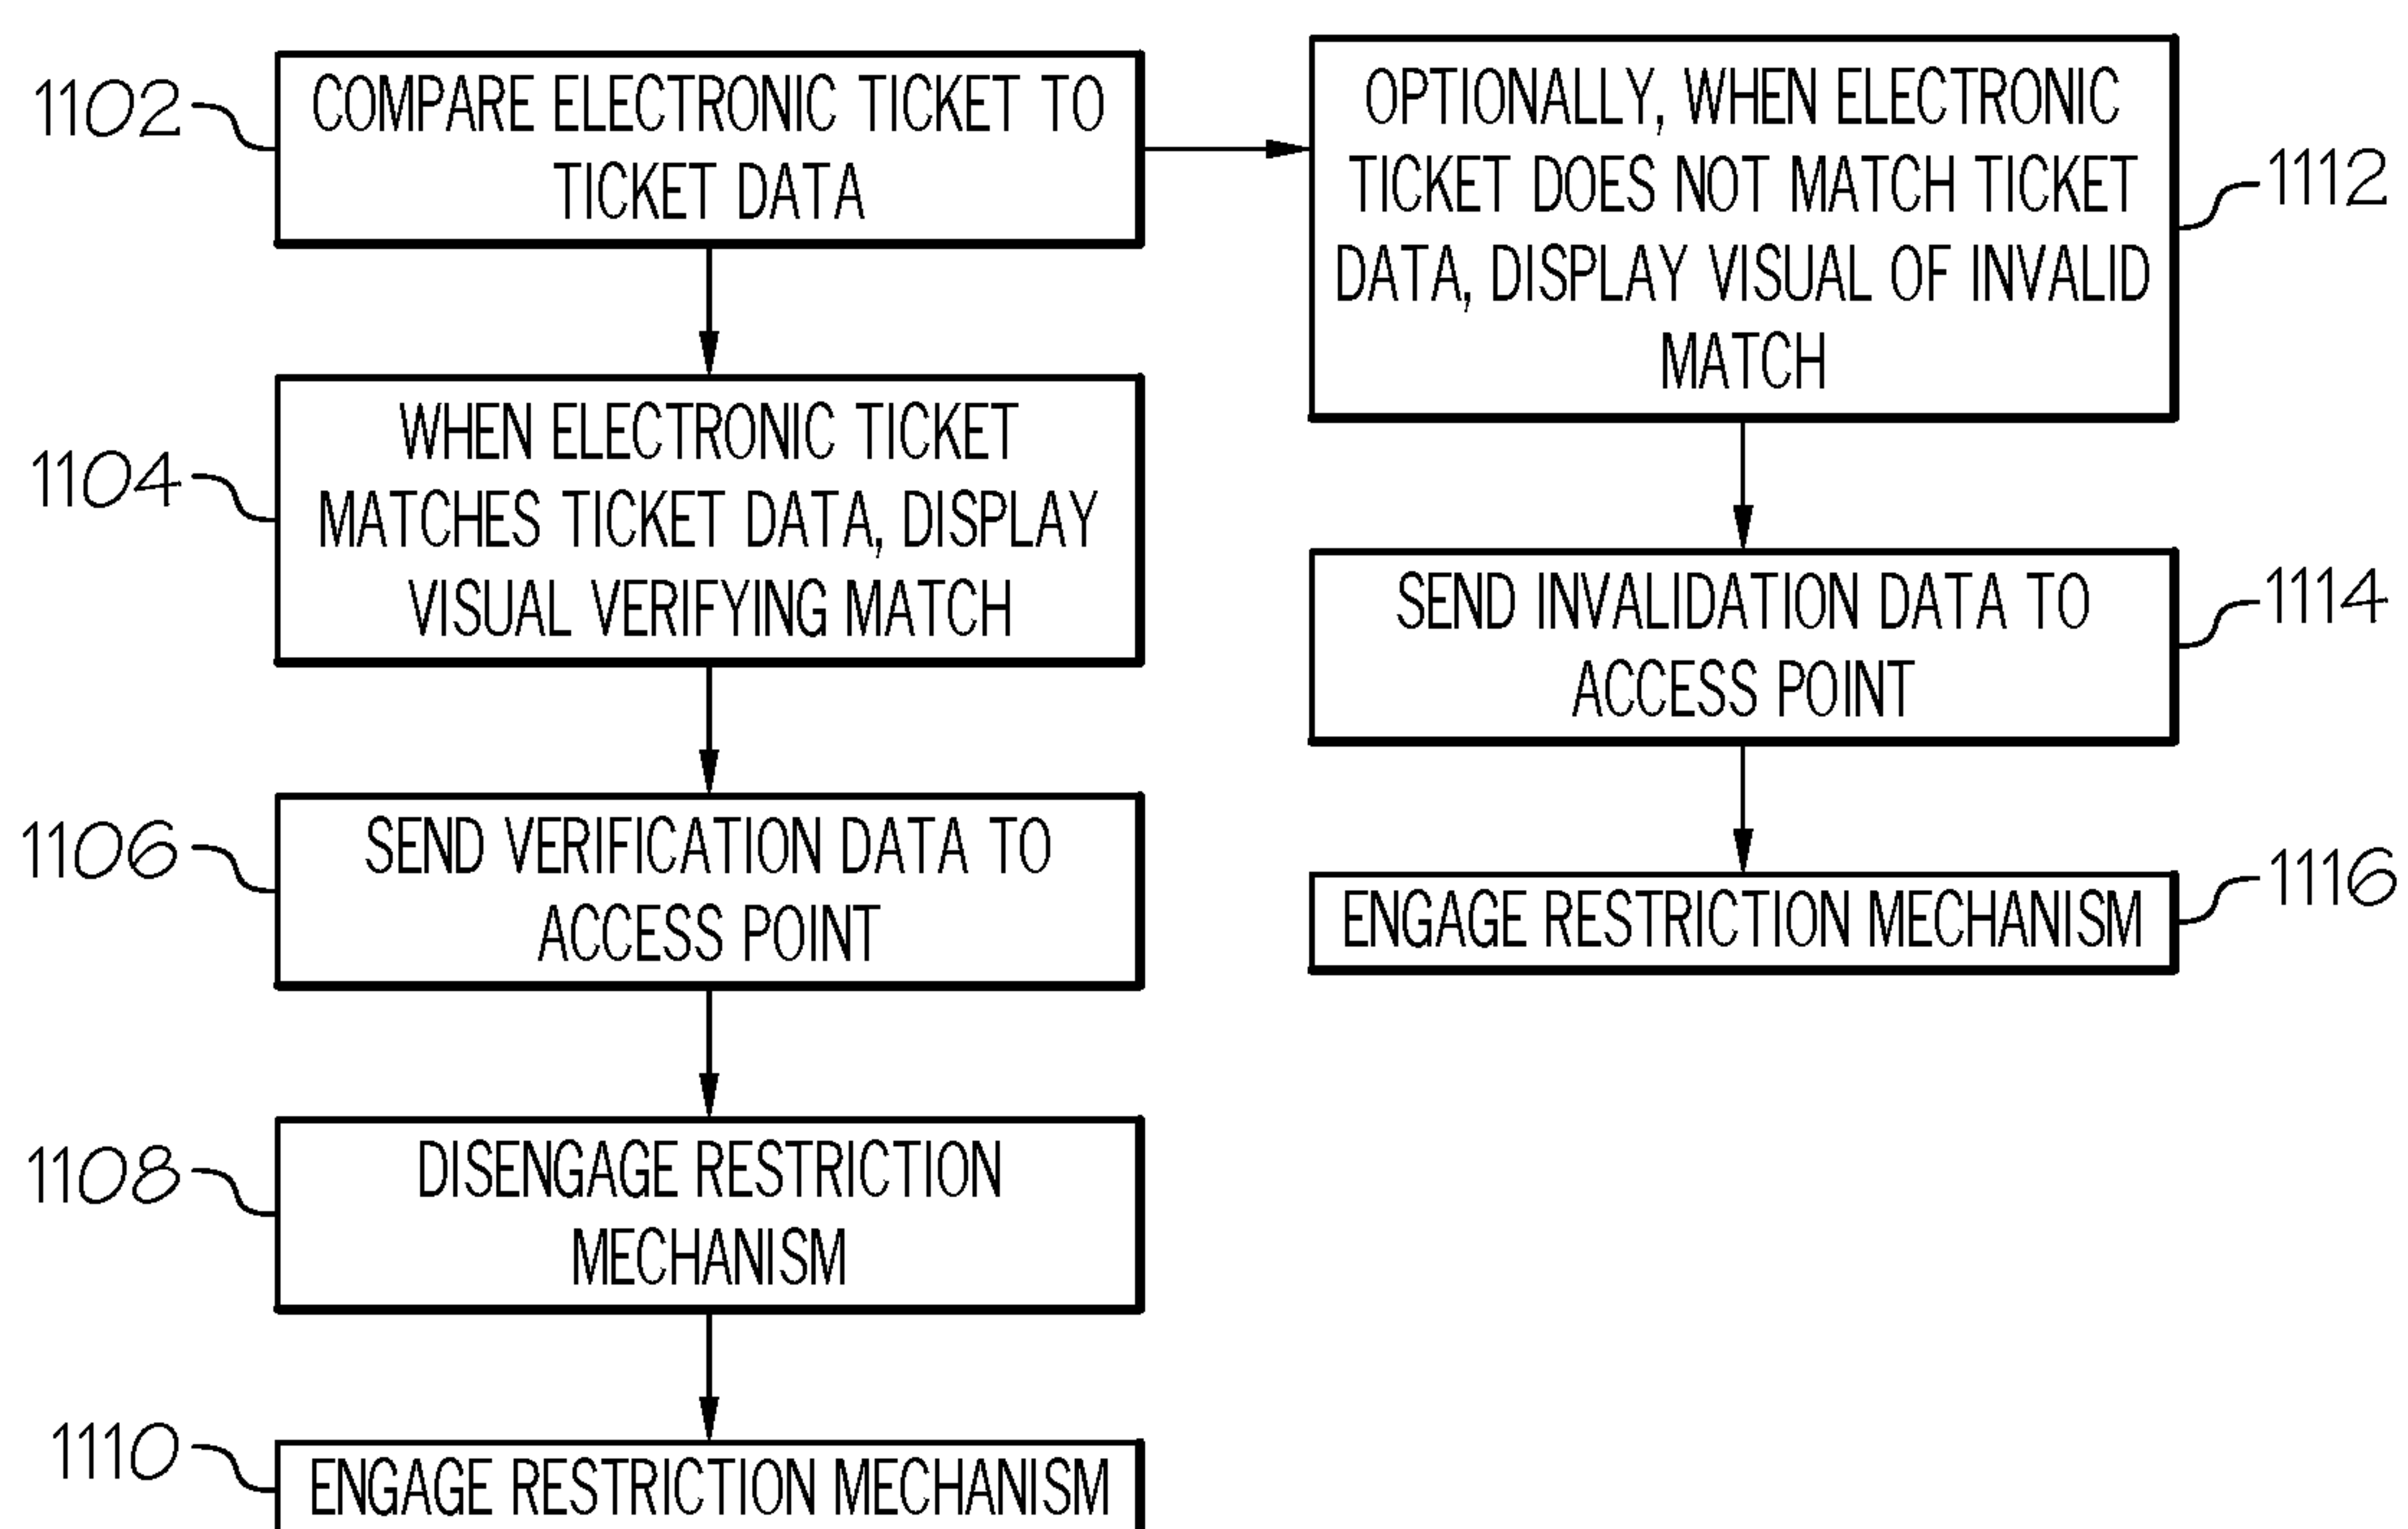 1102
COMPARE ELECTRONIC TICKET TO
TICKET DATA
1104
WHEN ELECTRONIC TICKET
MATCHES TICKET DATA, DISPLAY
VISUAL VERIFYING MATCH
1106
SEND VERIFICATION DATA TO
ACCESS POINT
1108
DISENGAGE RESTRICTION
MECHANISM
1110
ENGAGE RESTRICTION MECHANISM
OPTIONALLY, WHEN ELECTRONIC
TICKET DOES NOT MATCH TICKET
DATA, DISPLAY VISUAL OF INVALID
MATCH
1112
SEND INVALIDATION DATA TO
ACCESS POINT
1114
ENGAGE RESTRICTION MECHANISM
1116